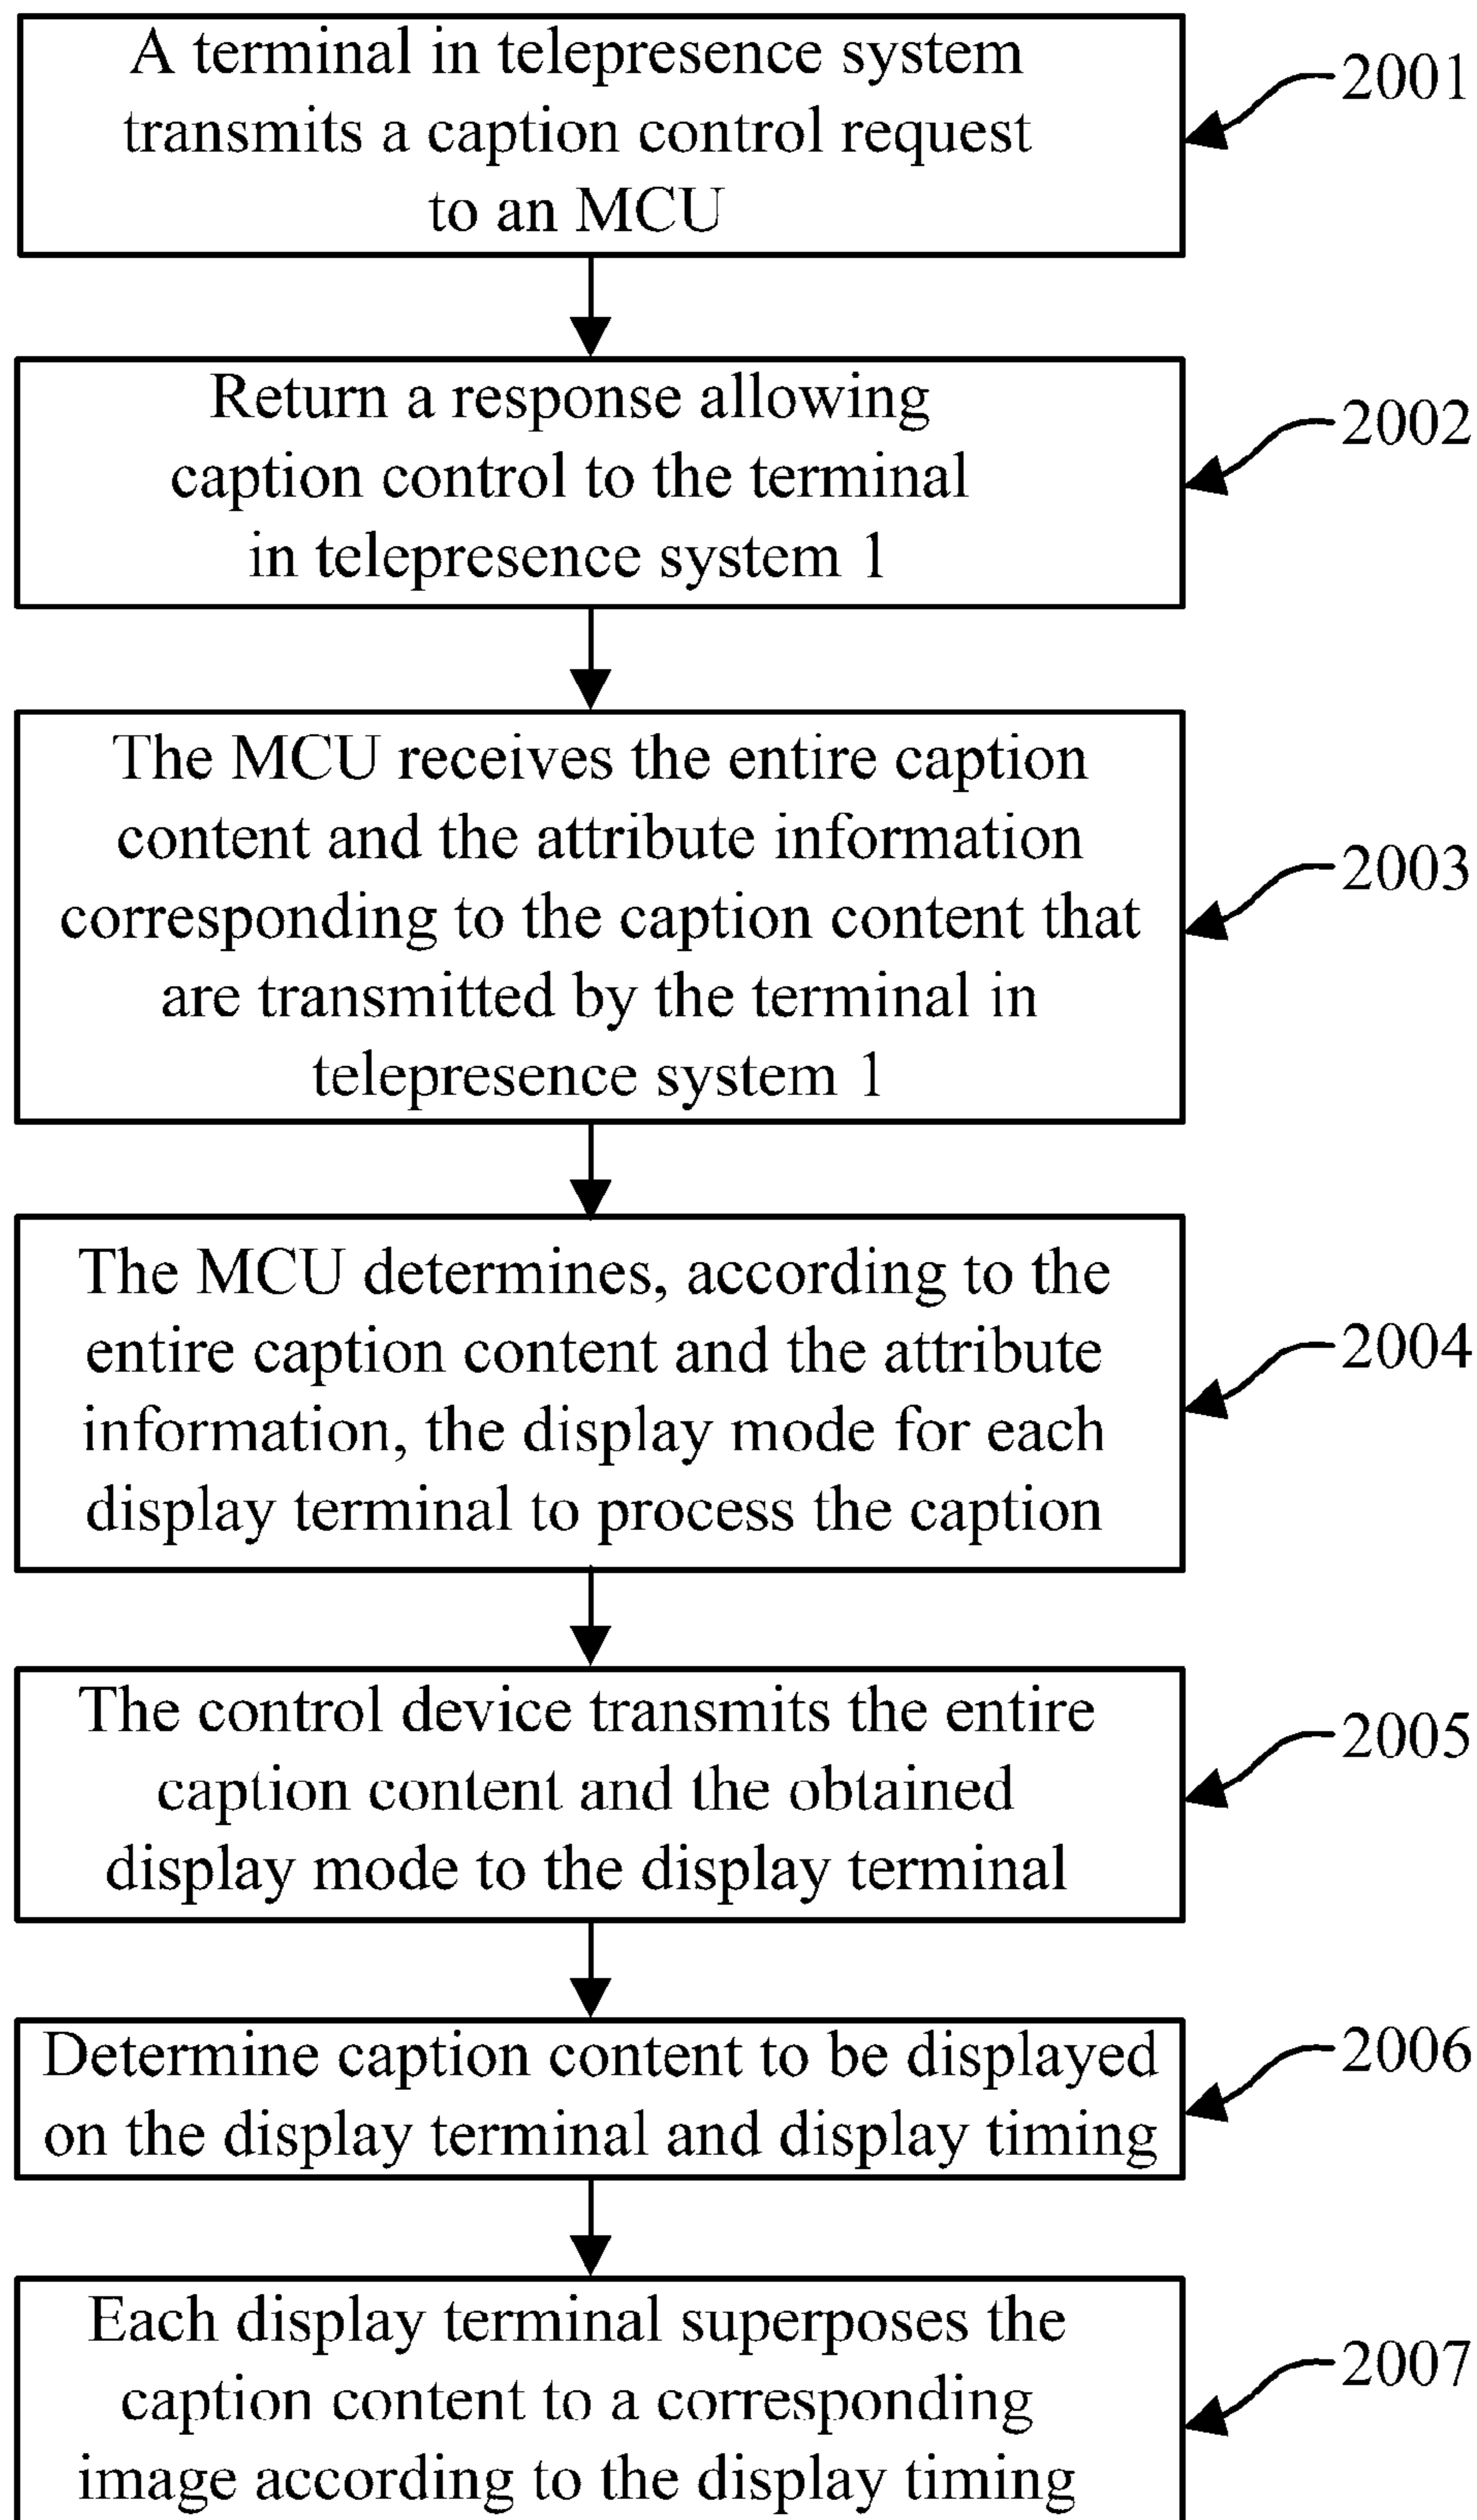 A terminal in telepresence system
transmits a caption control request
to an MCU
2001
Return a response allowing
caption control to the terminal
in telepresence system 1
2002
The MCU receives the entire caption
content and the attribute information
corresponding to the caption content that
are transmitted by the terminal in
telepresence system 1
2003
The MCU determines, according to the
entire caption content and the attribute
information, the display mode for each
display terminal to process the caption
2004
The control device transmits the entire
caption content and the obtained
display mode to the display terminal
2005
Determine caption content to be displayed
on the display terminal and display timing
2006
Each display terminal superposes the
caption content to a corresponding
image according to the display timing
2007